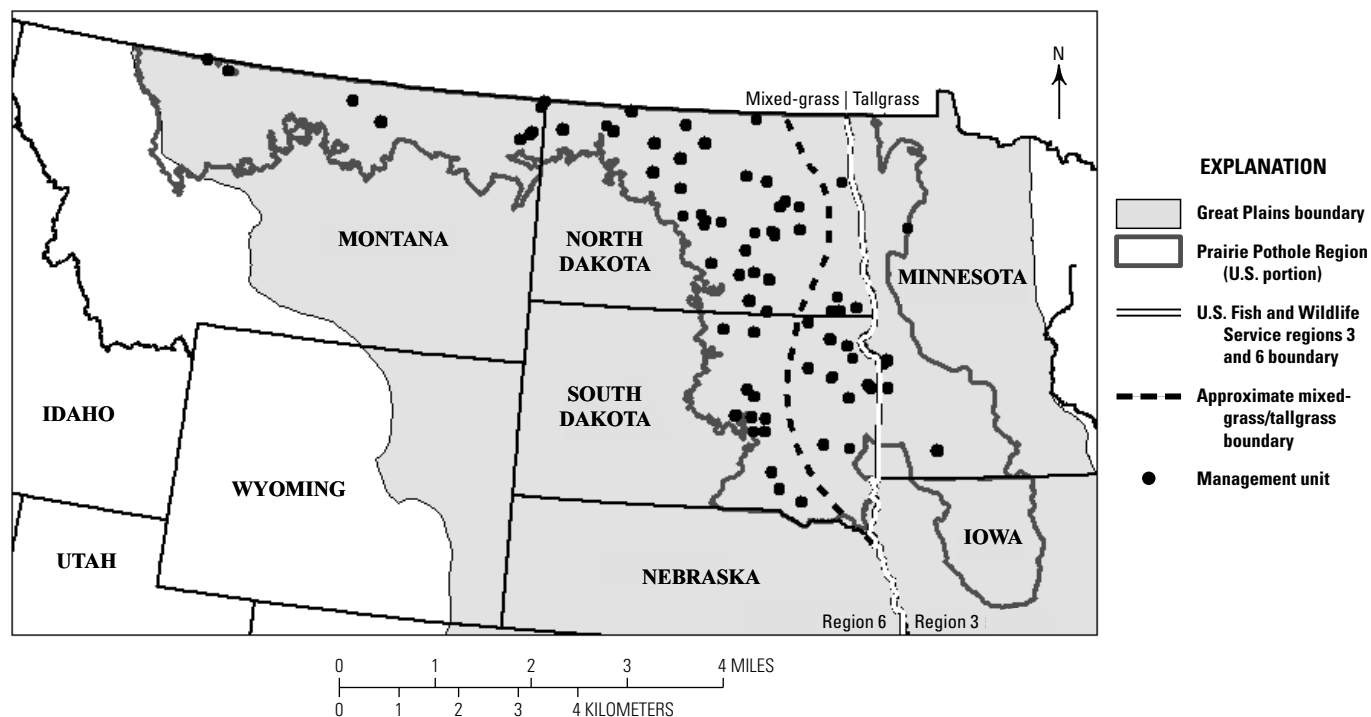 N
Mixed-grass | Tallgrass
MONTANA
NORTH
DAKOTA
MINNESOTA
SOUTH
DAKOTA
IDAHO
WYOMING
IOWA
UTAH
NEBRASKA
Region 6 | Region 3
EXPLANATION
Great Plains boundary
Prairie Pothole Region
(U.S. portion)
U.S. Fish and Wildlife
Service regions 3
and 6 boundary
Approximate mixed-
grass/tallgrass
boundary
Management unit
0 1 2 3 4 MILES
0 1 2 3 4 KILOMETERS